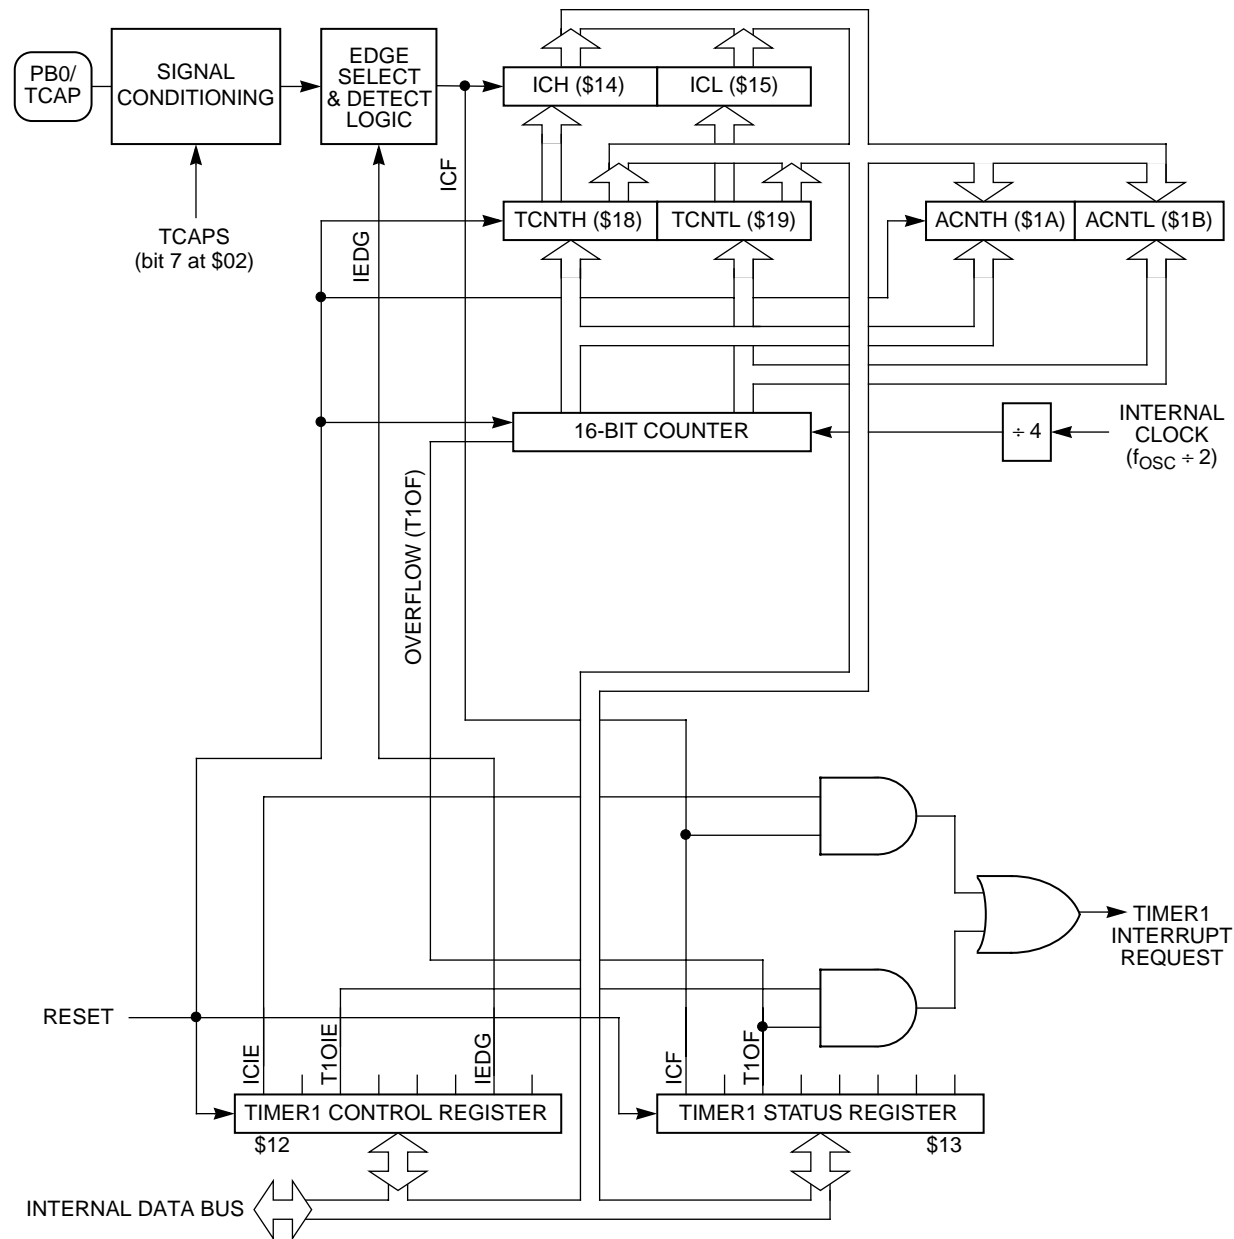 PB0/
TCAP
SIGNAL
CONDITIONING
EDGE
SELECT
& DETECT
LOGIC
ICH ($14)
ICL ($15)
ICF
TCNTH ($18)
TCNTL ($19)
ACNTH ($1A)
ACNTL ($1B)
TCAPS
(bit 7 at $02)
IEDG
16-BIT COUNTER
÷ 4
INTERNAL
CLOCK
(fOSC ÷ 2)
OVERFLOW (T1OF)
TIMER1
INTERRUPT
REQUEST
RESET
ICIE
T1OIE
IEDG
ICF
T1OF
TIMER1 CONTROL REGISTER
TIMER1 STATUS REGISTER
$12
$13
INTERNAL DATA BUS